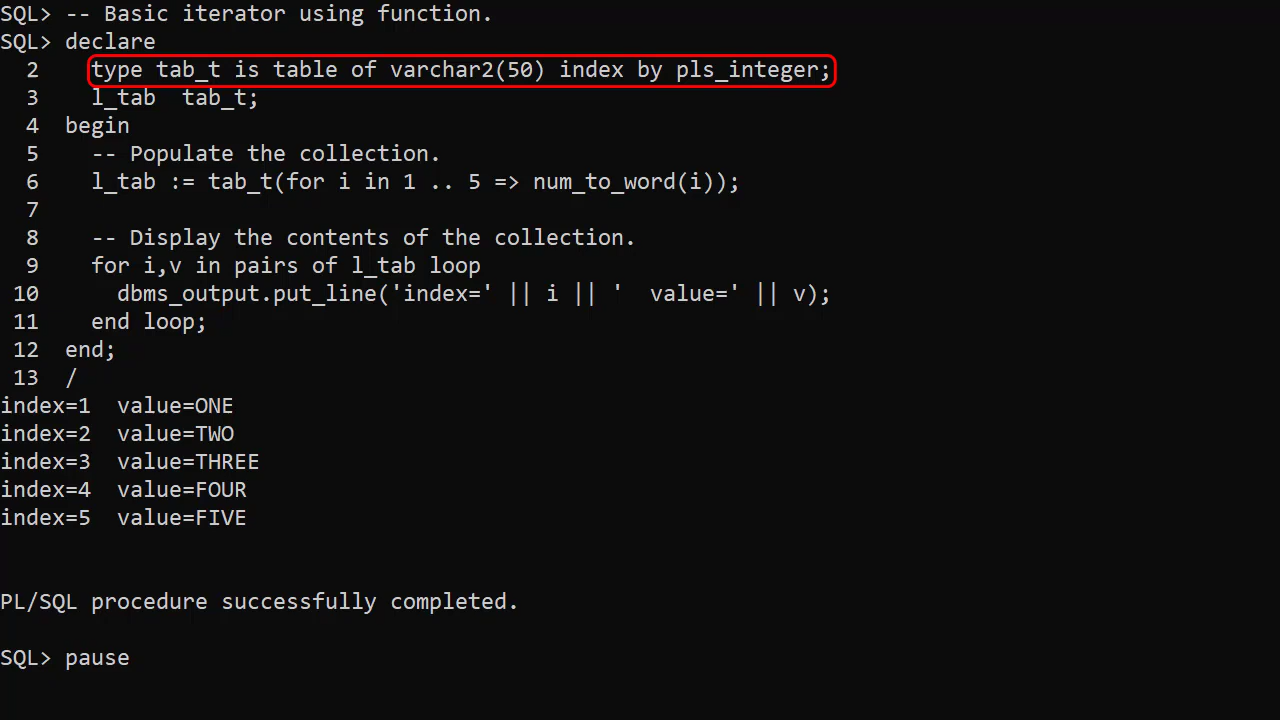 SQL> -- Basic iterator using function.
SQL> declare
  2    type tab_t is table of varchar2(50) index by pls_integer;
  3    l_tab  tab_t;
  4  begin
  5    -- Populate the collection.
  6    l_tab := tab_t(for i in 1 .. 5 => num_to_word(i));
  7
  8    -- Display the contents of the collection.
  9    for i,v in pairs of l_tab loop
 10      dbms_output.put_line('index=' || i || '  value=' || v);
 11    end loop;
 12  end;
 13  /
index=1  value=ONE
index=2  value=TWO
index=3  value=THREE
index=4  value=FOUR
index=5  value=FIVE
PL/SQL procedure successfully completed.
SQL> pause